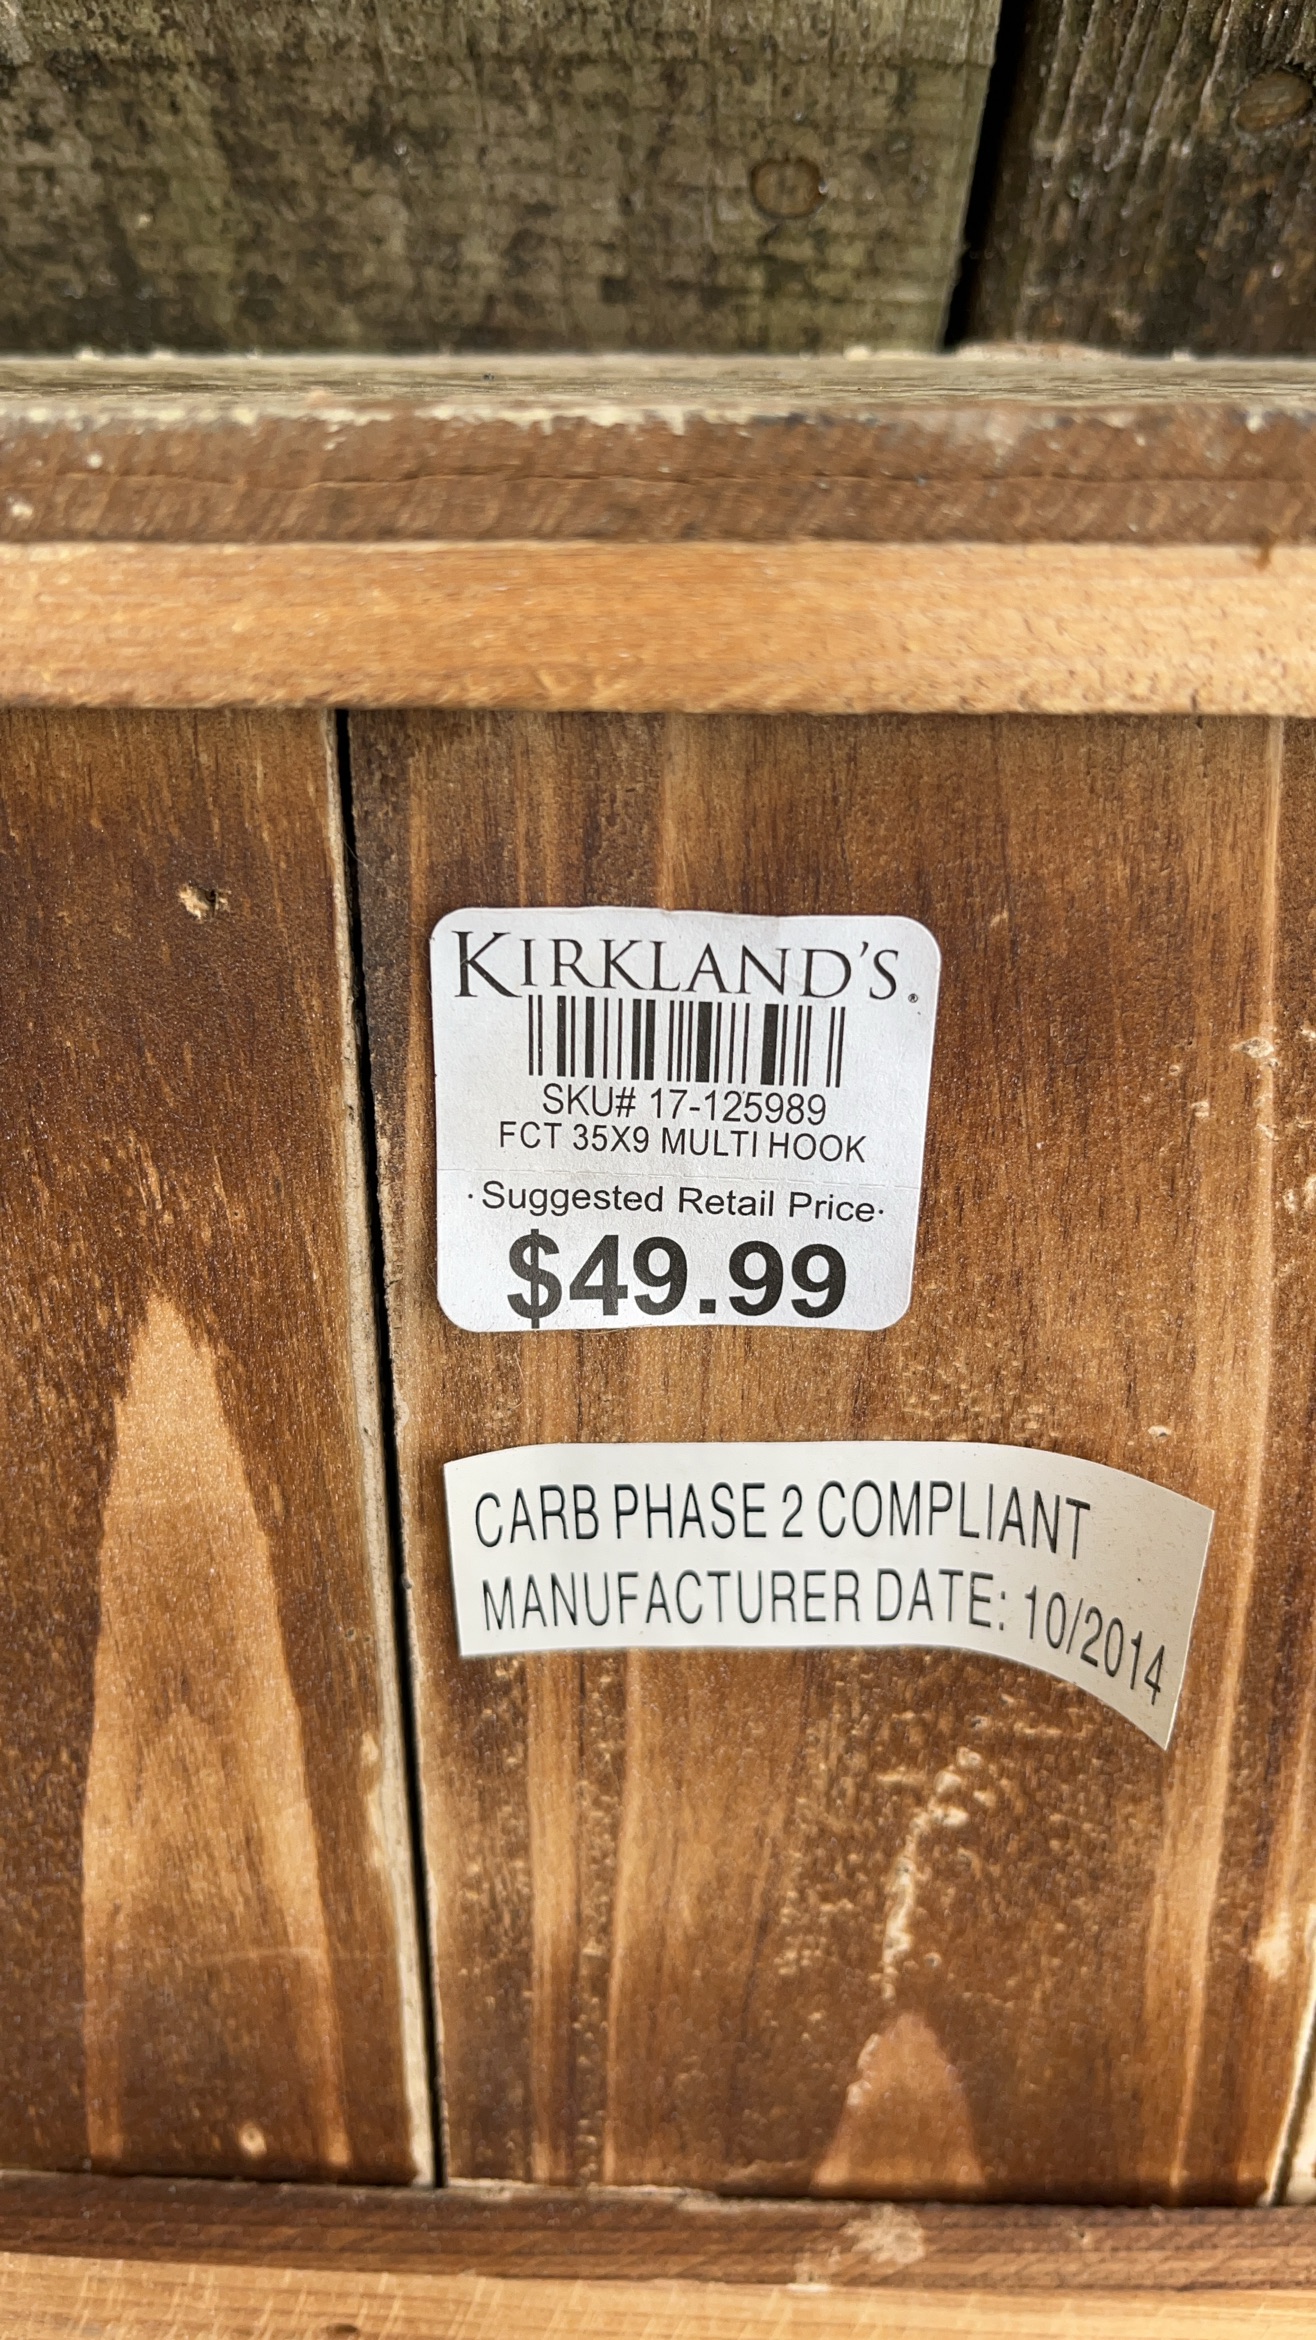 KIRKLAND'S®
SKU# 17-125989
FCT 35X9 MULTI HOOK
·Suggested Retail Price·
$49.99
CARB PHASE 2 COMPLIANT
MANUFACTURER DATE: 10/2014